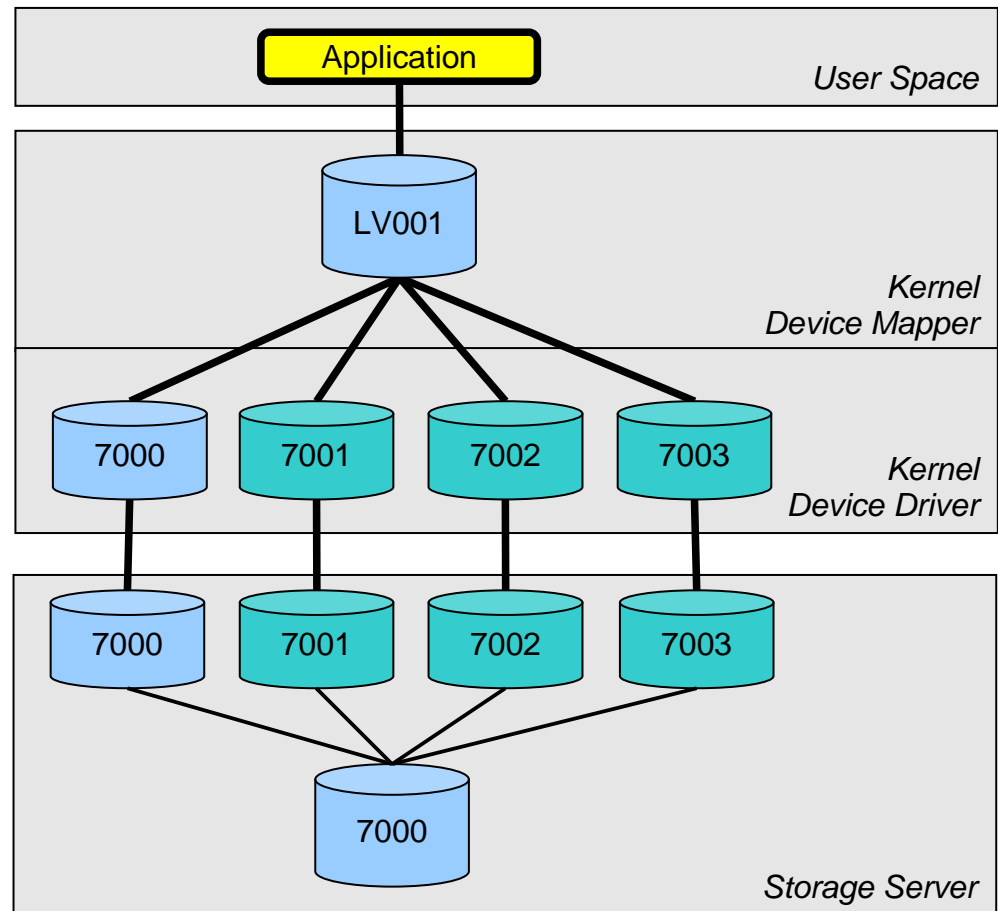 Application
User Space
LV001
Kernel
Device Mapper
7000
7001
7002
7003
Kernel
Device Driver
7000
7001
7002
7003
7000
Storage Server